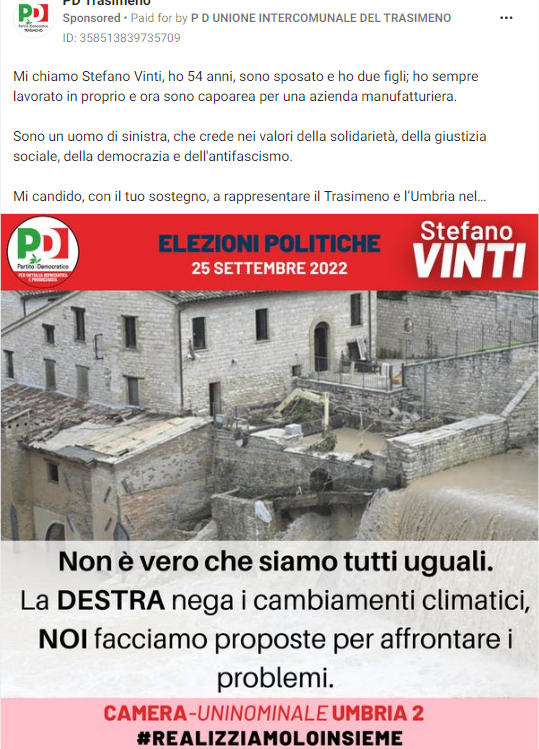 PD Trasimeno
Sponsored • Paid for by P D UNIONE INTERCOMUNALE DEL TRASIMENO
ID: 358513839735709
Mi chiamo Stefano Vinti, ho 54 anni, sono sposato e ho due figli; ho sempre
lavorato in proprio e ora sono capoarea per una azienda manufatturiera.
Sono un uomo di sinistra, che crede nei valori della solidarietà, della giustizia
sociale, della democrazia e dell'antifascismo.
Mi candido, con il tuo sostegno, a rappresentare il Trasimeno e l'Umbria nel...
PD
Partito Democratico
PER L'ITALIA DEMOCRATICA
E PROGRESSISTA
ELEZIONI POLITICHE
25 SETTEMBRE 2022
Stefano
VINTI
Non è vero che siamo tutti uguali.
La DESTRA nega i cambiamenti climatici,
NOI facciamo proposte per affrontare i
problemi.
CAMERA-UNINOMINALE UMBRIA 2
#REALIZZIAMOLOINSIEME